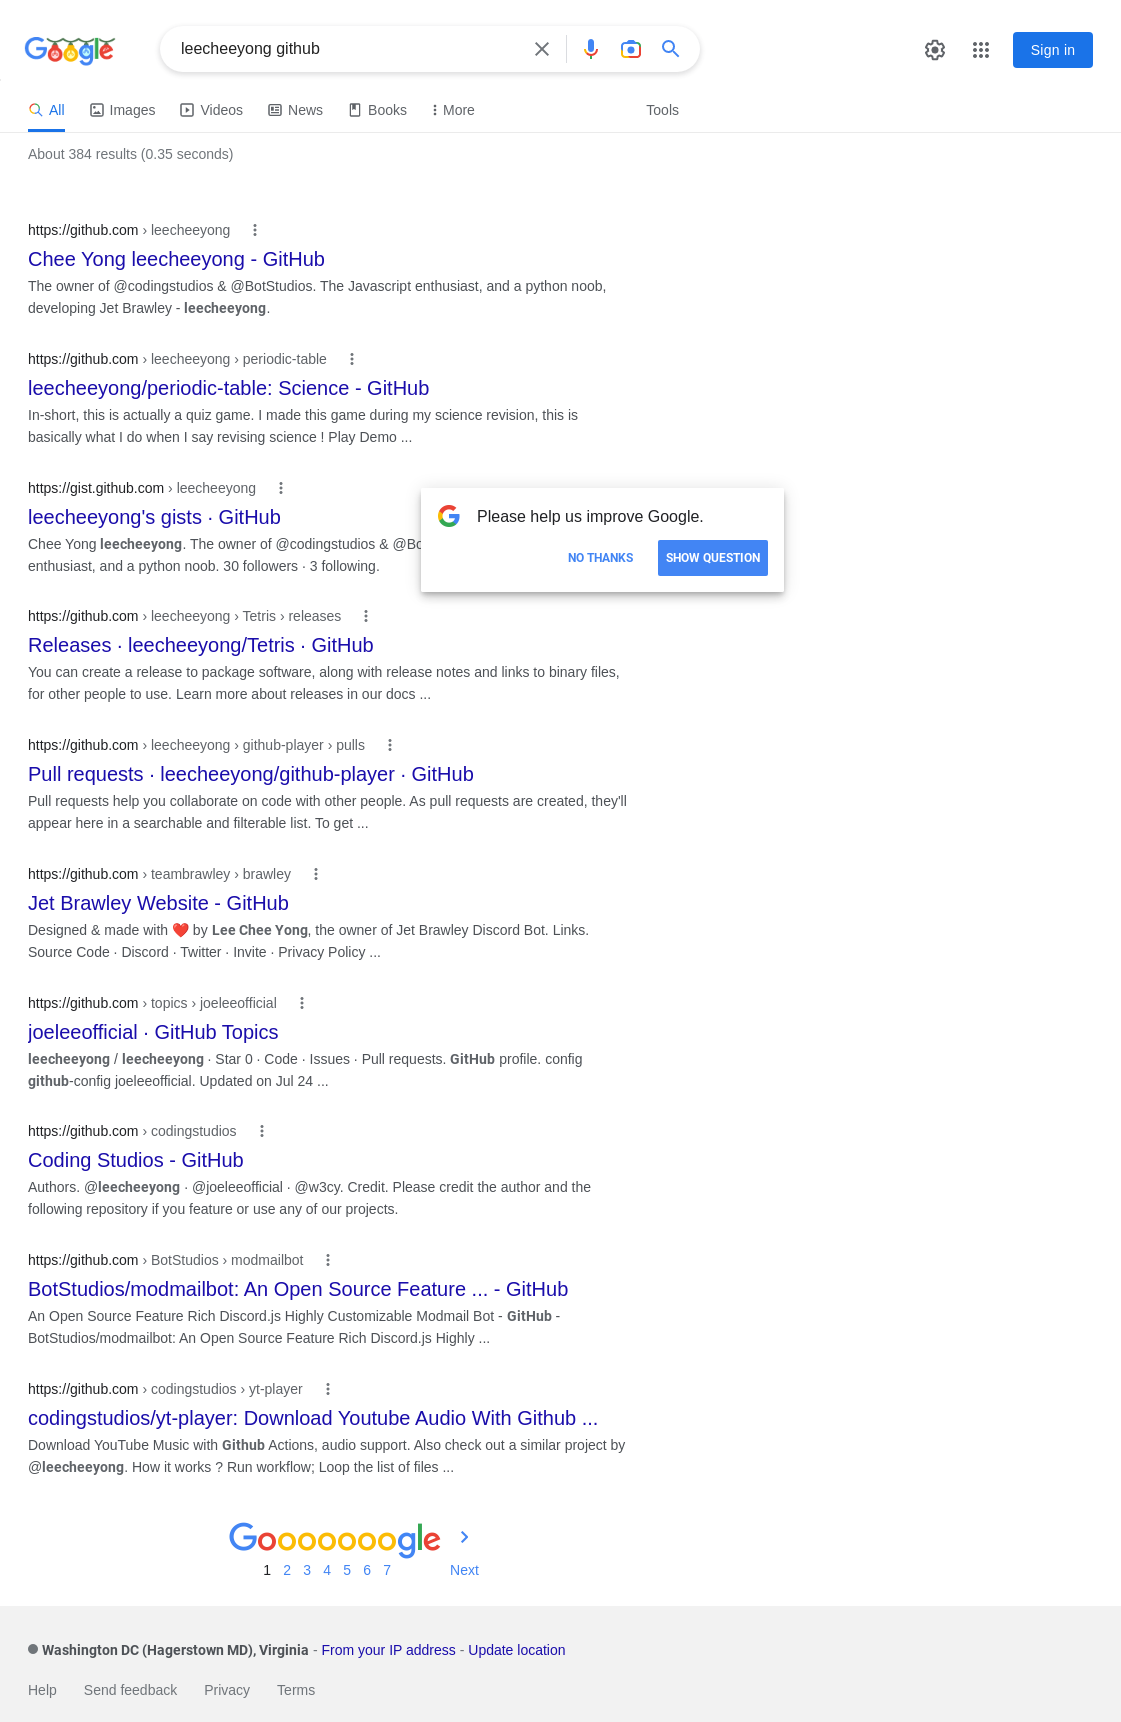 Google
leecheeyong github
Sign in
All Images Videos News Books More Tools
About 384 results (0.35 seconds)
https://github.com › leecheeyong
Chee Yong leecheeyong - GitHub
The owner of @codingstudios & @BotStudios. The Javascript enthusiast, and a python noob,
developing Jet Brawley - leecheeyong.
https://github.com › leecheeyong › periodic-table
leecheeyong/periodic-table: Science - GitHub
In-short, this is actually a quiz game. I made this game during my science revision, this is
basically what I do when I say revising science ! Play Demo ...
https://gist.github.com › leecheeyong
leecheeyong's gists · GitHub
Chee Yong leecheeyong. The owner of @codingstudios &
enthusiast, and a python noob. 30 followers · 3 following.
Please help us improve Google.
NO THANKS SHOW QUESTION
https://github.com › leecheeyong › Tetris › releases
Releases · leecheeyong/Tetris · GitHub
You can create a release to package software, along with release notes and links to binary files,
for other people to use. Learn more about releases in our docs ...
https://github.com › leecheeyong › github-player › pulls
Pull requests · leecheeyong/github-player · GitHub
Pull requests help you collaborate on code with other people. As pull requests are created, they'll
appear here in a searchable and filterable list. To get ...
https://github.com › teambrawley › brawley
Jet Brawley Website - GitHub
Designed & made with ❤️ by Lee Chee Yong, the owner of Jet Brawley Discord Bot. Links.
Source Code · Discord · Twitter · Invite · Privacy Policy ...
https://github.com › topics › joeleeofficial
joeleeofficial · GitHub Topics
leecheeyong / leecheeyong · Star 0 · Code · Issues · Pull requests. GitHub profile. config
github-config joeleeofficial. Updated on Jul 24 ...
https://github.com › codingstudios
Coding Studios - GitHub
Authors. @leecheeyong · @joeleeofficial · @w3cy. Credit. Please credit the author and the
following repository if you feature or use any of our projects.
https://github.com › BotStudios › modmailbot
BotStudios/modmailbot: An Open Source Feature ... - GitHub
An Open Source Feature Rich Discord.js Highly Customizable Modmail Bot - GitHub -
BotStudios/modmailbot: An Open Source Feature Rich Discord.js Highly ...
https://github.com › codingstudios › yt-player
codingstudios/yt-player: Download Youtube Audio With Github ...
Download YouTube Music with Github Actions, audio support. Also check out a similar project by
@leecheeyong. How it works ? Run workflow; Loop the list of files ...
Goooooooogle
1 2 3 4 5 6 7 Next
Washington DC (Hagerstown MD), Virginia - From your IP address - Update location
Help Send feedback Privacy Terms